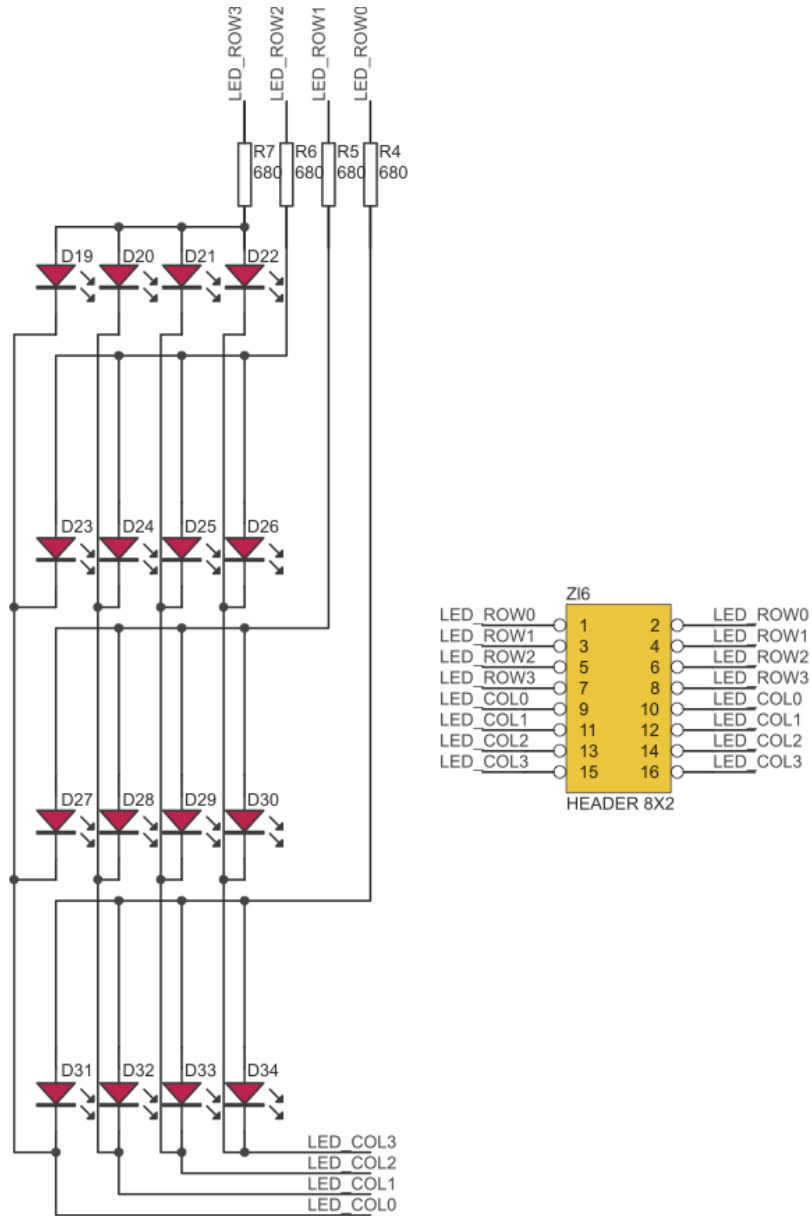 LED_ROW3
LED_ROW2
LED_ROW1
LED_ROW0
R7
680
R6
680
R5
680
R4
680
D19
D20
D21
D22
D23
D24
D25
D26
D27
D28
D29
D30
D31
D32
D33
D34
LED_COL3
LED_COL2
LED_COL1
LED_COL0
ZI6
LED_ROW0 1 2 LED_ROW0
LED_ROW1 3 4 LED_ROW1
LED_ROW2 5 6 LED_ROW2
LED_ROW3 7 8 LED_ROW3
LED_COL0 9 10 LED_COL0
LED_COL1 11 12 LED_COL1
LED_COL2 13 14 LED_COL2
LED_COL3 15 16 LED_COL3
HEADER 8X2